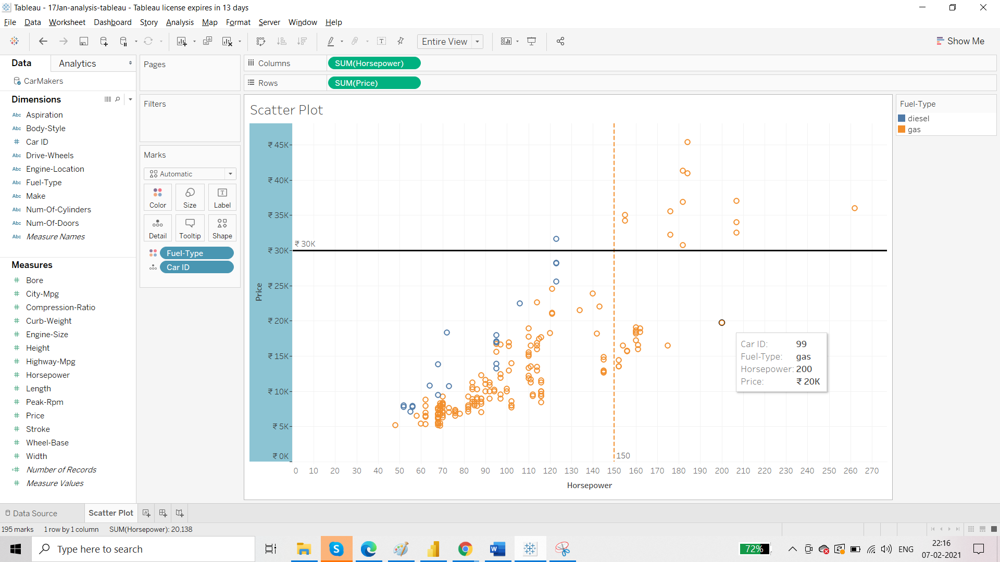 Tableau - 17Jan-analysis-tableau - Tableau license expires in 13 days
File Data Worksheet Dashboard Story Analysis Map Format Server Window Help
Entire View
Show Me
Data Analytics
CarMakers
Dimensions
Abc Aspiration
Abc Body-Style
# Car ID
Abc Drive-Wheels
Abc Engine-Location
Abc Fuel-Type
Abc Make
Abc Num-Of-Cylinders
Abc Num-Of-Doors
Abc Measure Names
Measures
# Bore
# City-Mpg
# Compression-Ratio
# Curb-Weight
# Engine-Size
# Height
# Highway-Mpg
# Horsepower
# Length
# Peak-Rpm
# Price
# Stroke
# Wheel-Base
# Width
=# Number of Records
# Measure Values
Pages
Filters
Marks
Automatic
Color Size Label
Detail Tooltip Shape
Fuel-Type
Car ID
Columns SUM(Horsepower)
Rows SUM(Price)
Scatter Plot
₹ 45K
₹ 40K
₹ 35K
₹ 30K
₹ 30K
₹ 25K
₹ 20K
₹ 15K
₹ 10K
₹ 5K
₹ 0K
Price
150
0 10 20 30 40 50 60 70 80 90 100 110 120 130 140 150 160 170 180 190 200 210 220 230 240 250 260 270
Horsepower
Car ID: 99
Fuel-Type: gas
Horsepower: 200
Price: ₹ 20K
Fuel-Type
diesel
gas
Data Source Scatter Plot
195 marks 1 row by 1 column SUM(Horsepower): 20,138
Type here to search
72%
ENG
22:16
07-02-2021